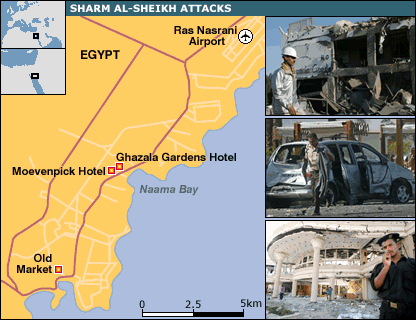 SHARM AL-SHEIKH ATTACKS
Ras Nasrani
Airport
EGYPT
Ghazala Gardens Hotel
Moevenpick Hotel
Naama Bay
Old
Market
0 2.5 5km